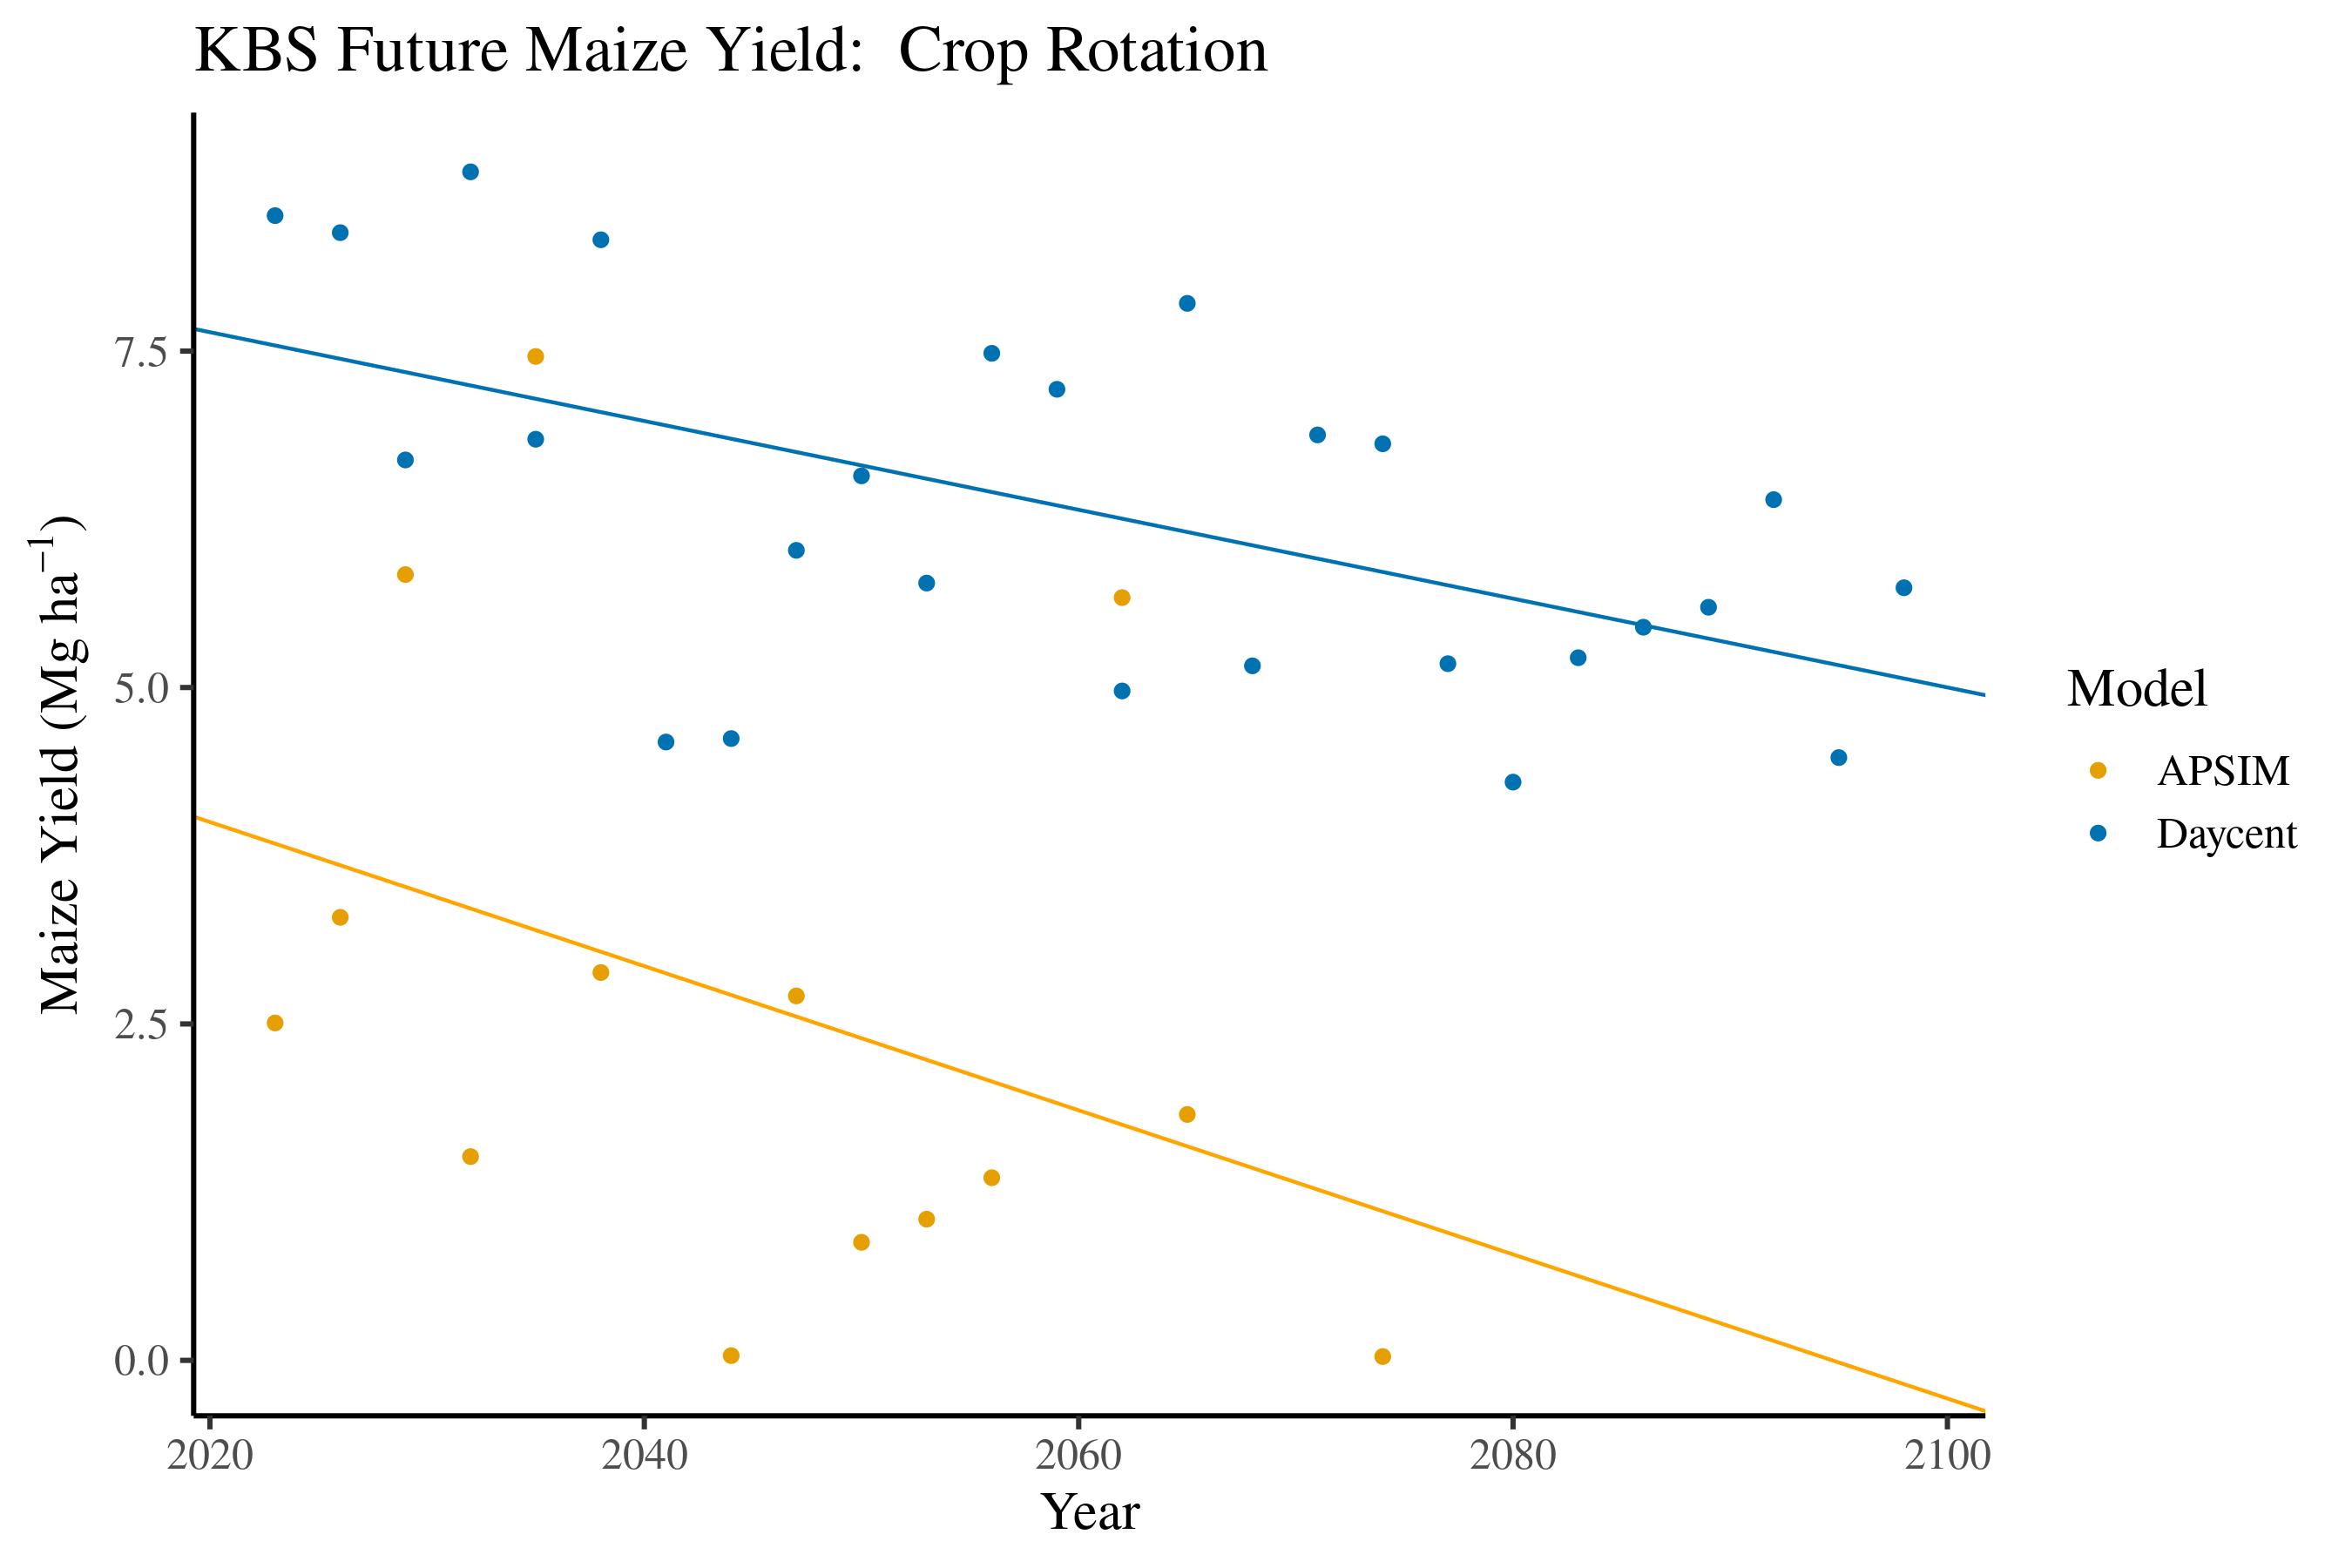 KBS Future Maize Yield:  Crop Rotation
Maize Yield (Mg ha⁻¹)
7.5
5.0
2.5
0.0
2020 2040 2060 2080 2100
Year
Model
APSIM
Daycent